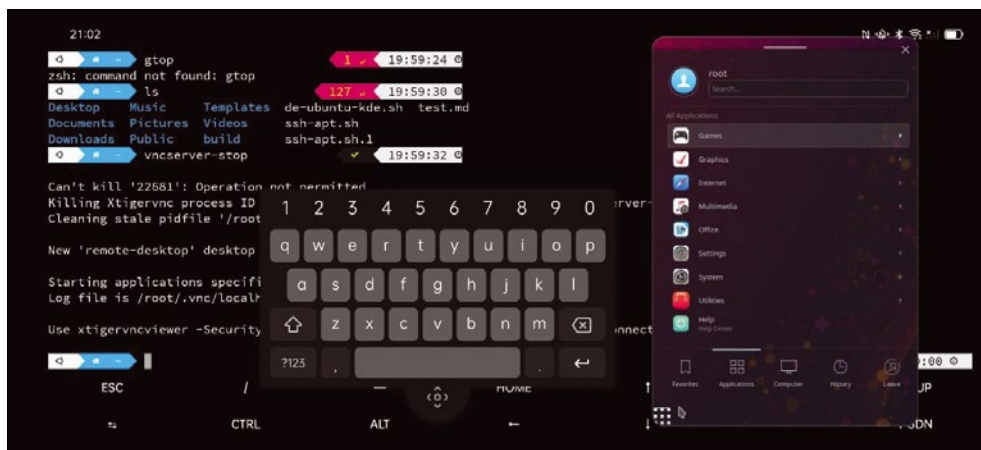 21:02
gtop 1 19:59:24
zsh: command not found: gtop
ls 127 19:59:30
Desktop Music Templates de-ubuntu-kde.sh test.md
Documents Pictures Videos ssh-apt.sh
Downloads Public build ssh-apt.sh.1
vncserver-stop 19:59:32
Can't kill '22681': Operation not permitted
Killing Xtigervnc process ID
Cleaning stale pidfile '/root
New 'remote-desktop' desktop
Starting applications specifi
Log file is /root/.vnc/localh
Use xtigervncviewer -Security
:00
ESC / — HOME ↑ UP
CTRL ALT ← ↓ DN
1 2 3 4 5 6 7 8 9 0
q w e r t y u i o p
a s d f g h j k l
z x c v b n m
?123 , .
root
Search...
All Applications
Games
Graphics
Internet
Multimedia
Office
Settings
System
Utilities
Help
Help Center
Favorites Applications Computer History Leave